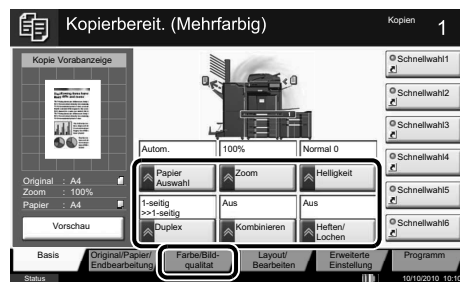 Kopierbereit. (Mehrfarbig)
Kopien 1
Kopie Vorabanzeige
Original : A4
Zoom : 100%
Papier : A4
Vorschau
Autom.
100%
Normal 0
Papier
Auswahl
Zoom
Helligkeit
1-seitig
>>1-seitig
Aus
Aus
Duplex
Kombinieren
Heften/
Lochen
Schnellwahl1
Schnellwahl2
Schnellwahl3
Schnellwahl4
Schnellwahl5
Schnellwahl6
Basis
Original/Papier/
Endbearbeitung
Farbe/Bild-
qualitat
Layout/
Bearbeiten
Erweiterte
Einstellung
Programm
Status
10/10/2010 10:10